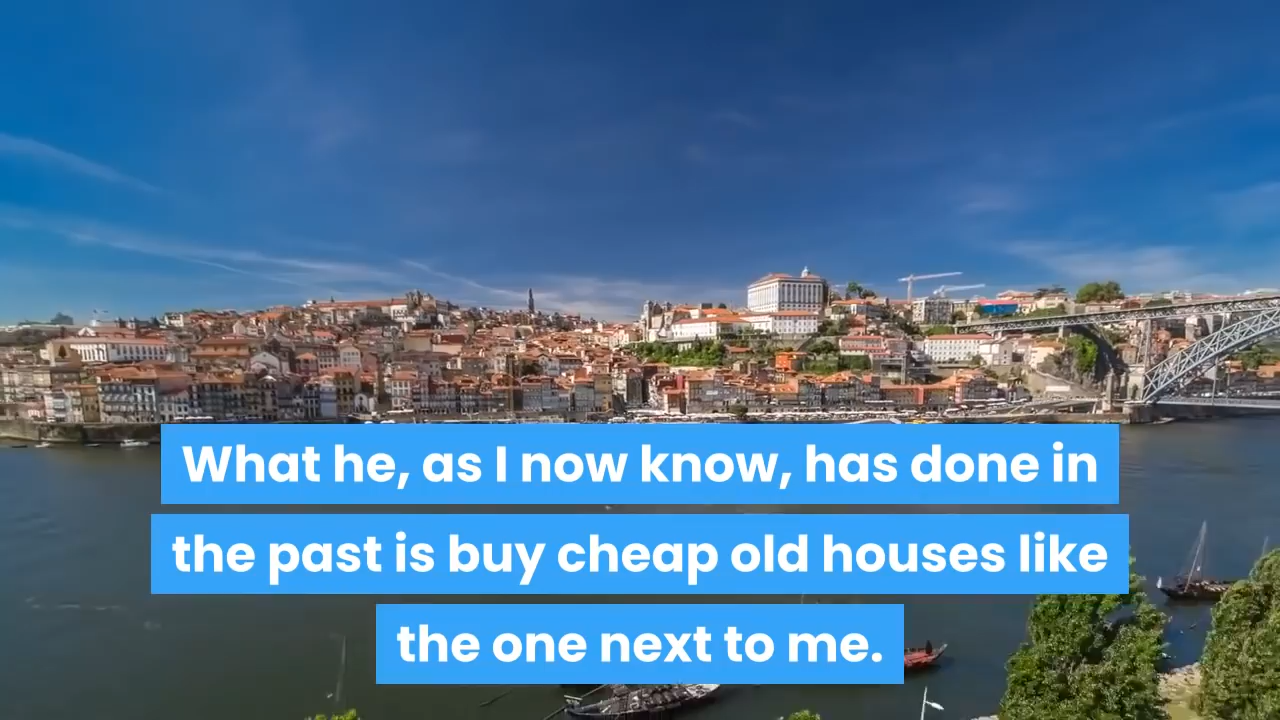 What he, as I now know, has done in
the past is buy cheap old houses like
the one next to me.